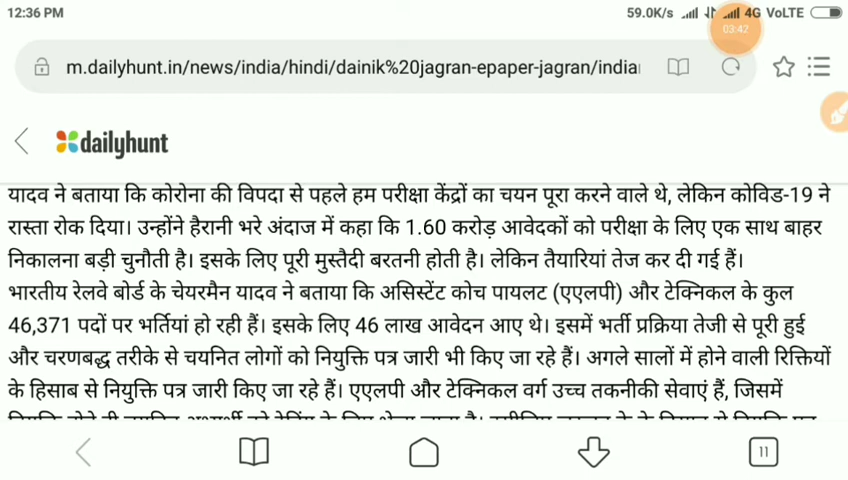 12:36 PM
59.0K/s 4G VoLTE
03:42
m.dailyhunt.in/news/india/hindi/dainik%20jagran-epaper-jagran/india
dailyhunt
यादव ने बताया कि कोरोना की विपदा से पहले हम परीक्षा केंद्रों का चयन पूरा करने वाले थे, लेकिन कोविड-19 ने
रास्ता रोक दिया। उन्होंने हैरानी भरे अंदाज में कहा कि 1.60 करोड़ आवेदकों को परीक्षा के लिए एक साथ बाहर
निकालना बड़ी चुनौती है। इसके लिए पूरी मुस्तैदी बरतनी होती है। लेकिन तैयारियां तेज कर दी गई हैं।
भारतीय रेलवे बोर्ड के चेयरमैन यादव ने बताया कि असिस्टेंट कोच पायलट (एएलपी) और टेक्निकल के कुल
46,371 पदों पर भर्तियां हो रही हैं। इसके लिए 46 लाख आवेदन आए थे। इसमें भर्ती प्रक्रिया तेजी से पूरी हुई
और चरणबद्ध तरीके से चयनित लोगों को नियुक्ति पत्र जारी भी किए जा रहे हैं। अगले सालों में होने वाली रिक्तियों
के हिसाब से नियुक्ति पत्र जारी किए जा रहे हैं। एएलपी और टेक्निकल वर्ग उच्च तकनीकी सेवाएं हैं, जिसमें
11